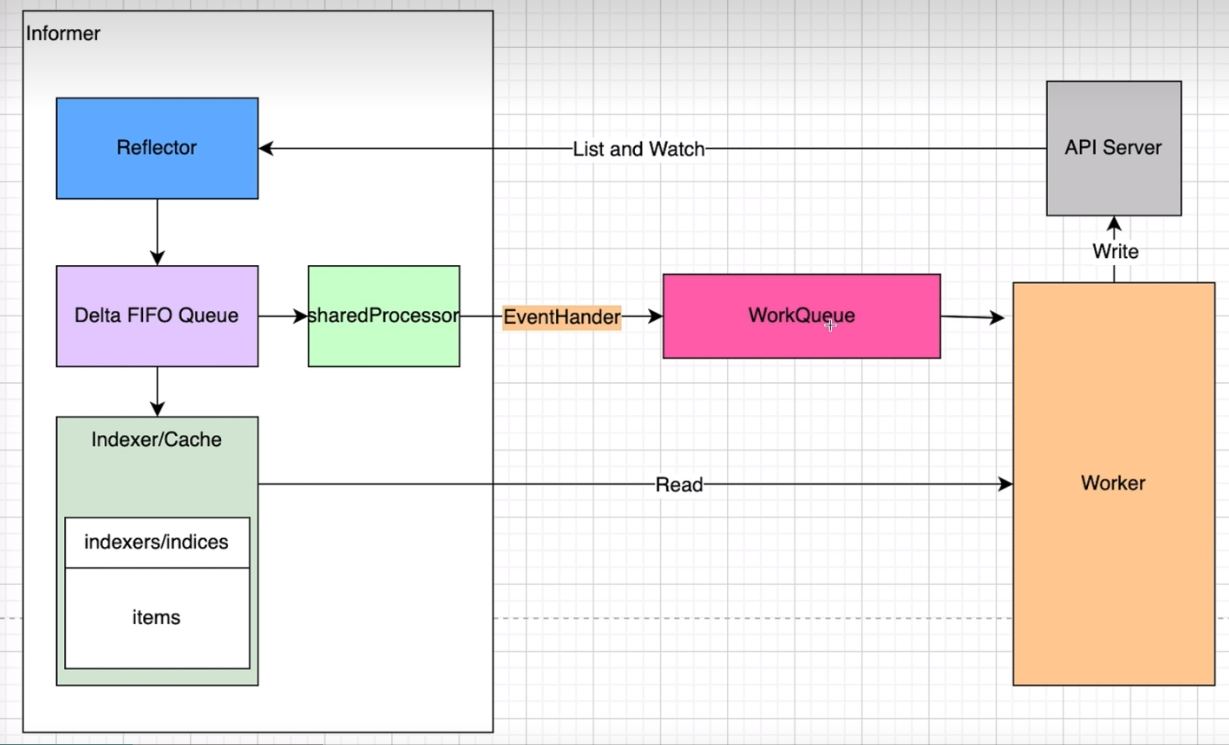 Informer
Reflector
List and Watch
API Server
Write
Delta FIFO Queue
sharedProcessor
EventHander
WorkQueue
Indexer/Cache
Read
Worker
indexers/indices
items